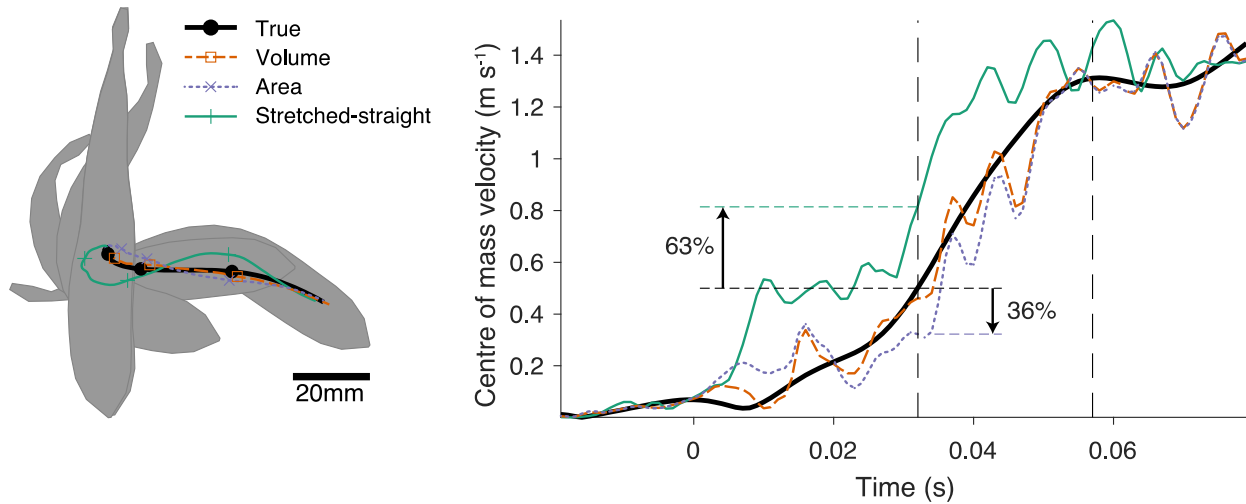 True
Volume
Area
Stretched-straight
20mm
Centre of mass velocity (m s⁻¹)
1.4
1.2
1
0.8
0.6
0.4
0.2
63%
36%
0
0.02
0.04
0.06
Time (s)